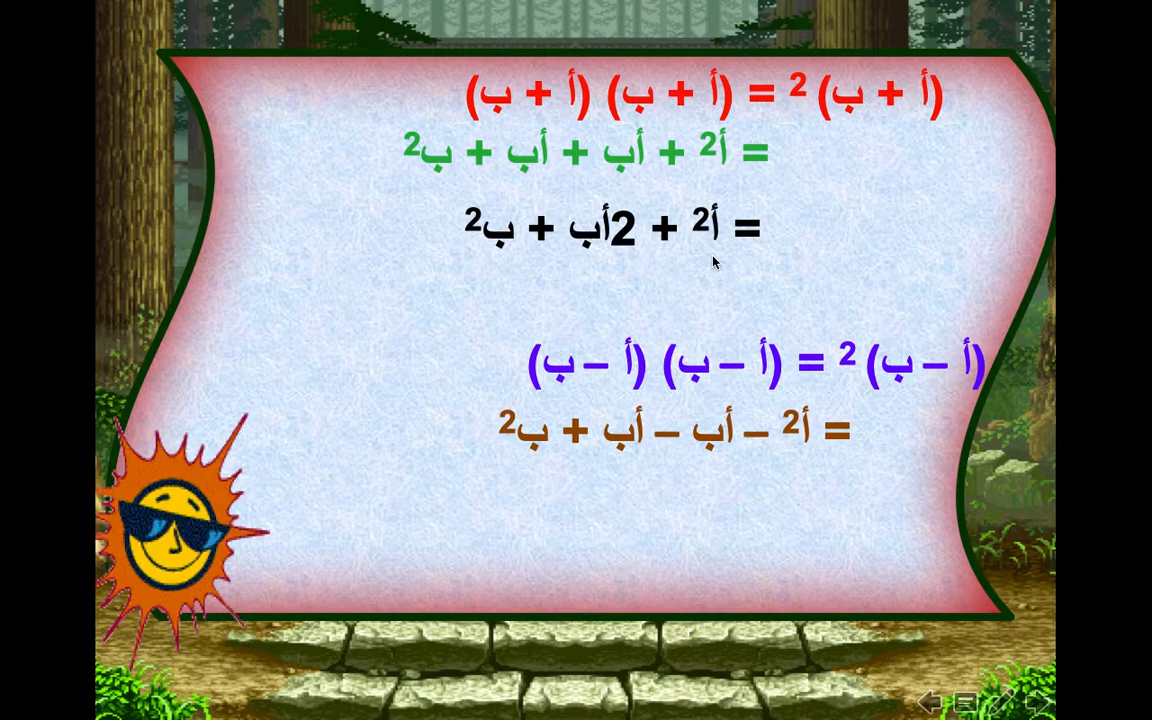 (أ + ب)² = (أ + ب) (أ + ب)
= أ² + أب + أب + ب²
= أ² + 2أب + ب²
(أ – ب)² = (أ – ب) (أ – ب)
= أ² – أب – أب + ب²